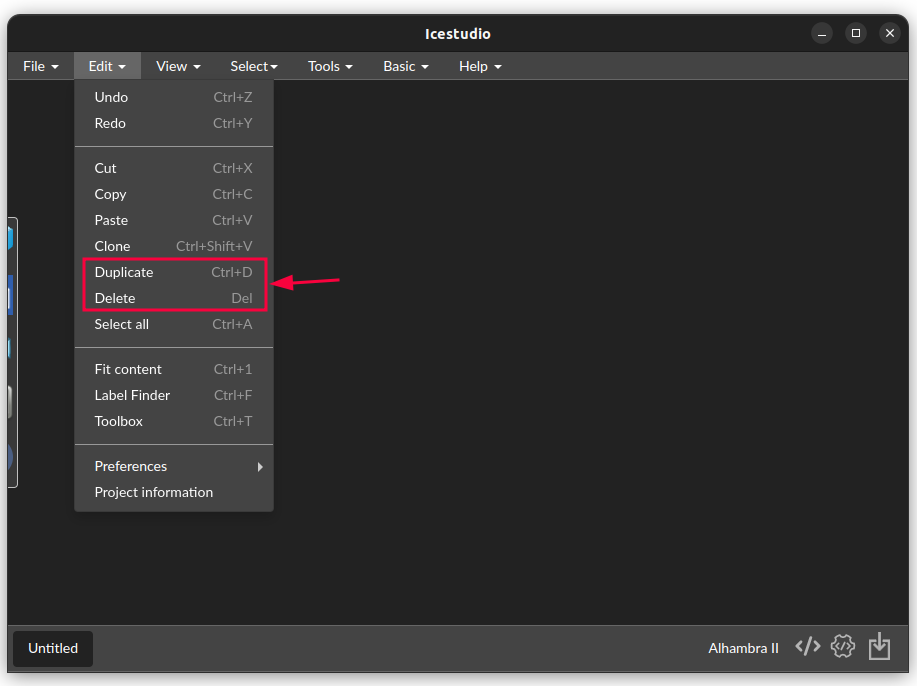 Icestudio
File Edit View Select Tools Basic Help
Undo Ctrl+Z
Redo Ctrl+Y
Cut Ctrl+X
Copy Ctrl+C
Paste Ctrl+V
Clone Ctrl+Shift+V
Duplicate Ctrl+D
Delete Del
Select all Ctrl+A
Fit content Ctrl+1
Label Finder Ctrl+F
Toolbox Ctrl+T
Preferences
Project information
Untitled Alhambra II